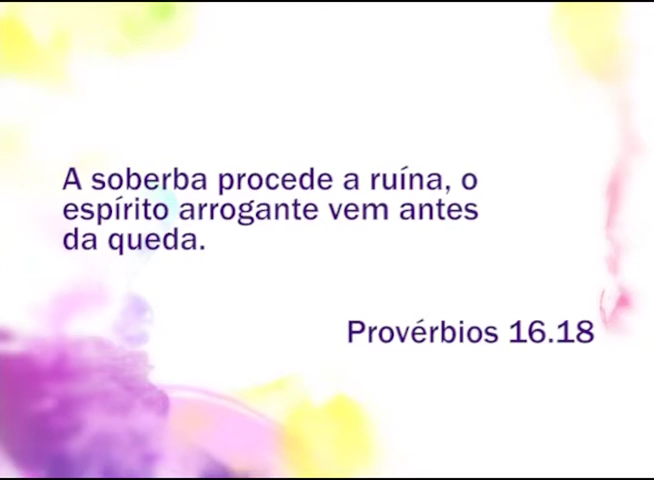 A soberba procede a ruína, o
espírito arrogante vem antes
da queda.
Provérbios 16.18